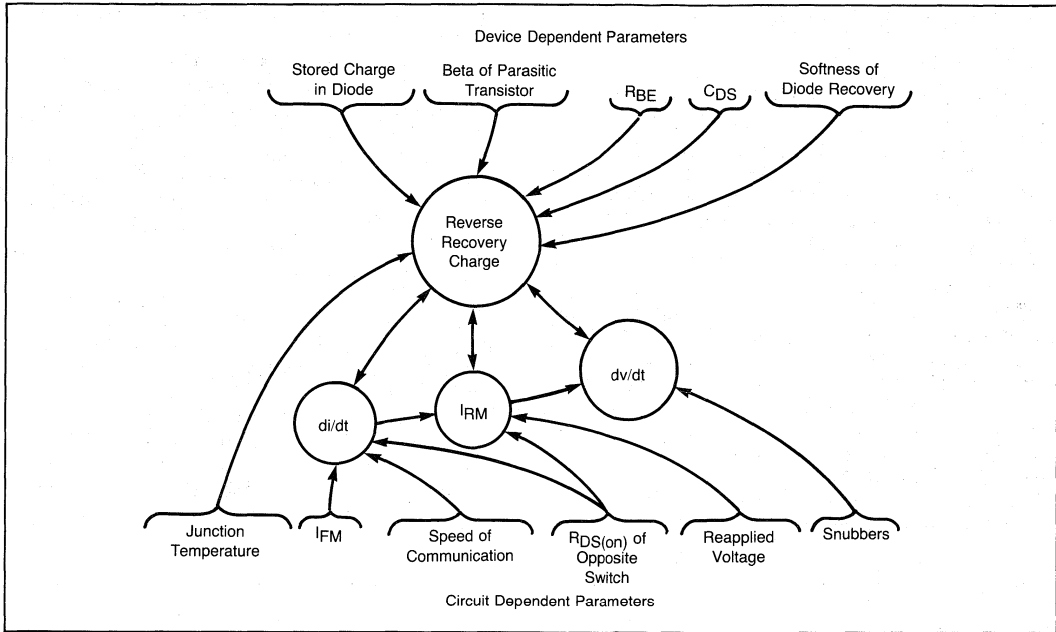 Device Dependent Parameters
Stored Charge
in Diode
Beta of Parasitic
Transistor
RBE
CDS
Softness of
Diode Recovery
Reverse
Recovery
Charge
di/dt
IRM
dv/dt
Junction
Temperature
IFM
Speed of
Communication
RDS(on) of
Opposite
Switch
Reapplied
Voltage
Snubbers
Circuit Dependent Parameters